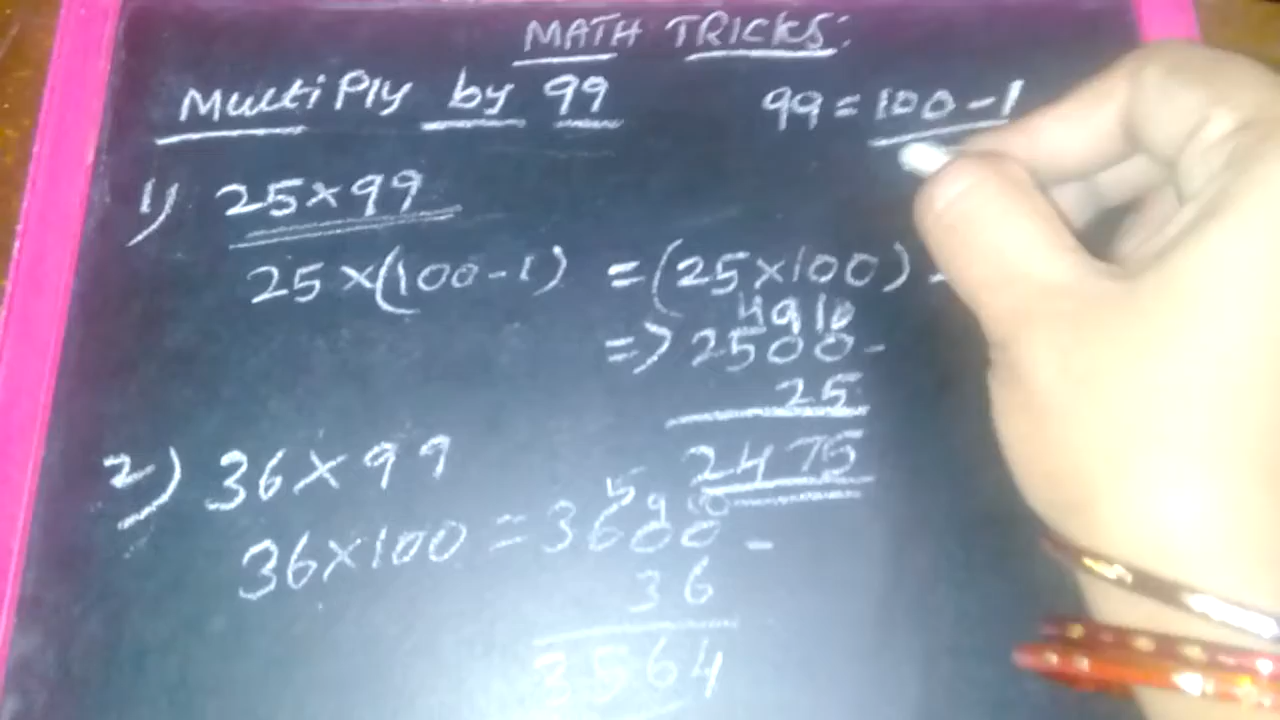 MATH TRICKS:
MultiPly by 99
99 = 100 - 1
1) 25×99
25×(100-1) = (25×100) -
4 9 10
=> 2500 -
25
2475
2) 36×99
5 9 10
36×100 = 3600 -
36
3564